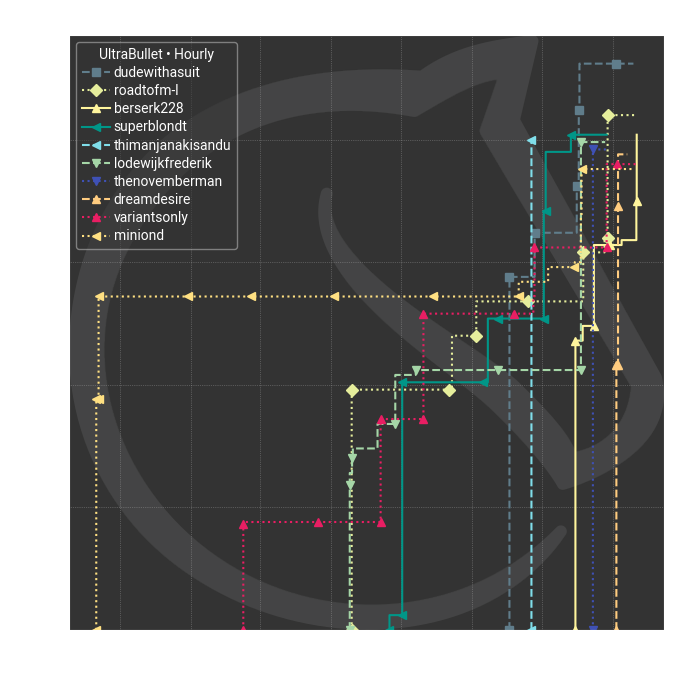 UltraBullet • Hourly
dudewithasuit
roadtofm-l
berserk228
superblondt
thimanjanakisandu
lodewijkfrederik
thenovemberman
dreamdesire
variantsonly
miniond